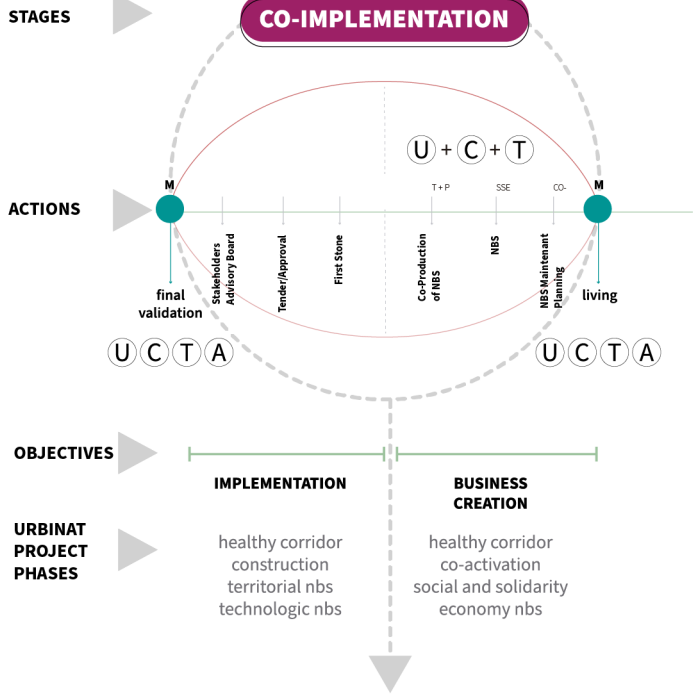 STAGES
CO-IMPLEMENTATION
U + C + T
M
T + P
SSE
CO-
M
ACTIONS
Stakeholders
Advisory Board
Tender/Approval
First Stone
Co-Production
of NBS
NBS
NBS Maintenant
Planning
final
validation
living
U C T A
U C T A
OBJECTIVES
IMPLEMENTATION
BUSINESS
CREATION
URBINAT
PROJECT
PHASES
healthy corridor
construction
territorial nbs
technologic nbs
healthy corridor
co-activation
social and solidarity
economy nbs